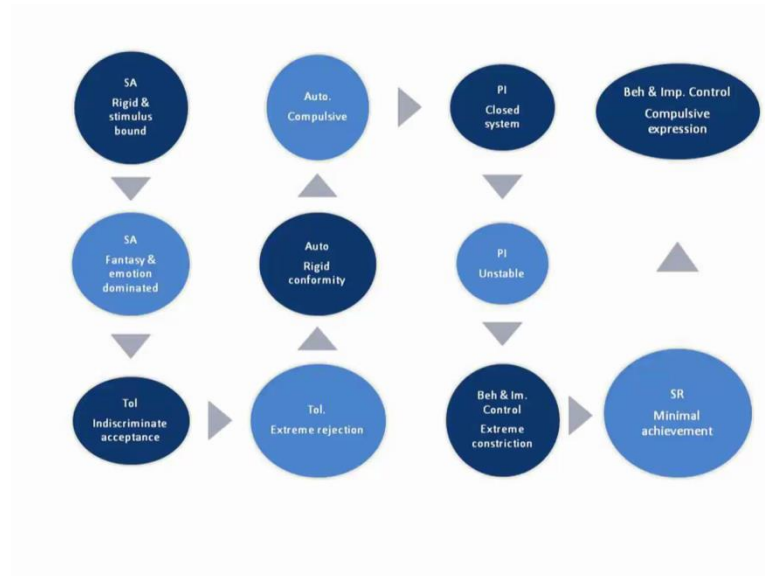 SA
Rigid &
stimulus
bound
SA
Fantasy &
emotion
dominated
Tol
Indiscriminate
acceptance
Tol.
Extreme rejection
Auto
Rigid
conformity
Auto.
Compulsive
PI
Closed
system
PI
Unstable
Beh & Im.
Control
Extreme
constriction
SR
Minimal
achievement
Beh & Imp. Control
Compulsive
expression